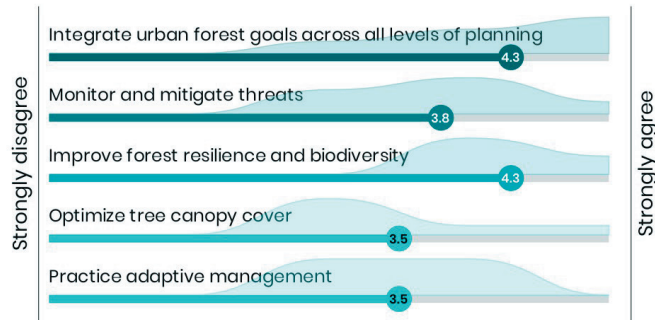 Strongly disagree
Integrate urban forest goals across all levels of planning
4.3
Monitor and mitigate threats
3.8
Improve forest resilience and biodiversity
4.3
Optimize tree canopy cover
3.5
Practice adaptive management
3.5
Strongly agree